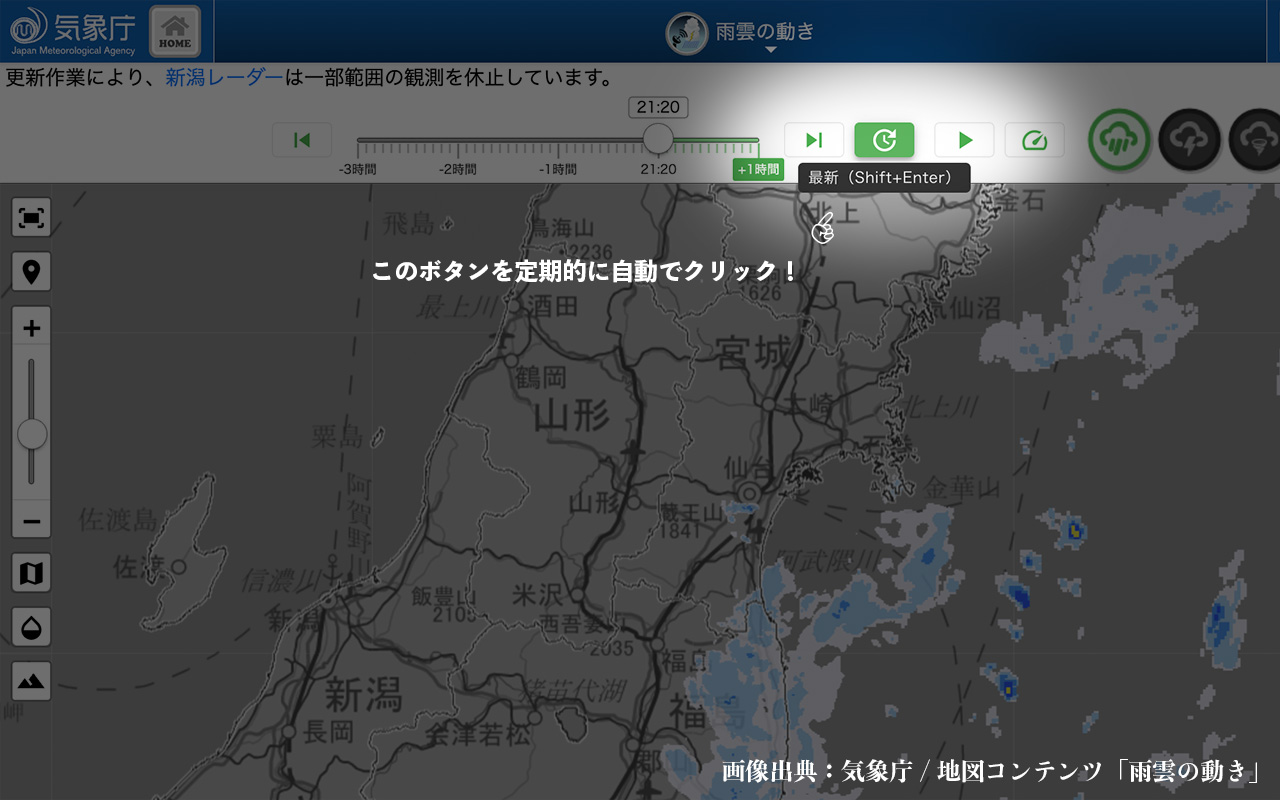 気象庁
Japan Meteorological Agency
HOME
雨雲の動き
更新作業により、新潟レーダーは一部範囲の観測を休止しています。
21:20
-3時間
-2時間
-1時間
21:20
+1時間
最新（Shift+Enter）
北上
釜石
飛島
鳥海山
2236
このボタンを定期的に自動でクリック！
1626
最上川
酒田
気仙沼
宮城
鶴岡
山形
大崎
北上川
粟島
石巻
仙台
金華山
阿賀野川
山形
蔵王山
1841
佐渡島
佐渡
阿武隈川
信濃川
飯豊山
2105
米沢
新潟
西吾妻山
2035
福島
新潟
猪苗代湖
福島
長岡
会津若松
郡山
岬
画像出典：気象庁 / 地図コンテンツ「雨雲の動き」